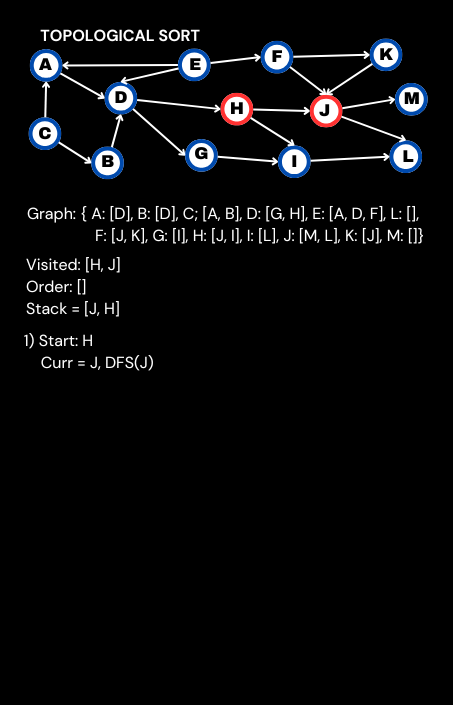 TOPOLOGICAL SORT
A
E
F
K
D
H
J
M
C
B
G
I
L
Graph: { A: [D], B: [D], C; [A, B], D: [G, H], E: [A, D, F], L: [],
F: [J, K], G: [I], H: [J, I], I: [L], J: [M, L], K: [J], M: []}
Visited: [H, J]
Order: []
Stack = [J, H]
1) Start: H
Curr = J, DFS(J)